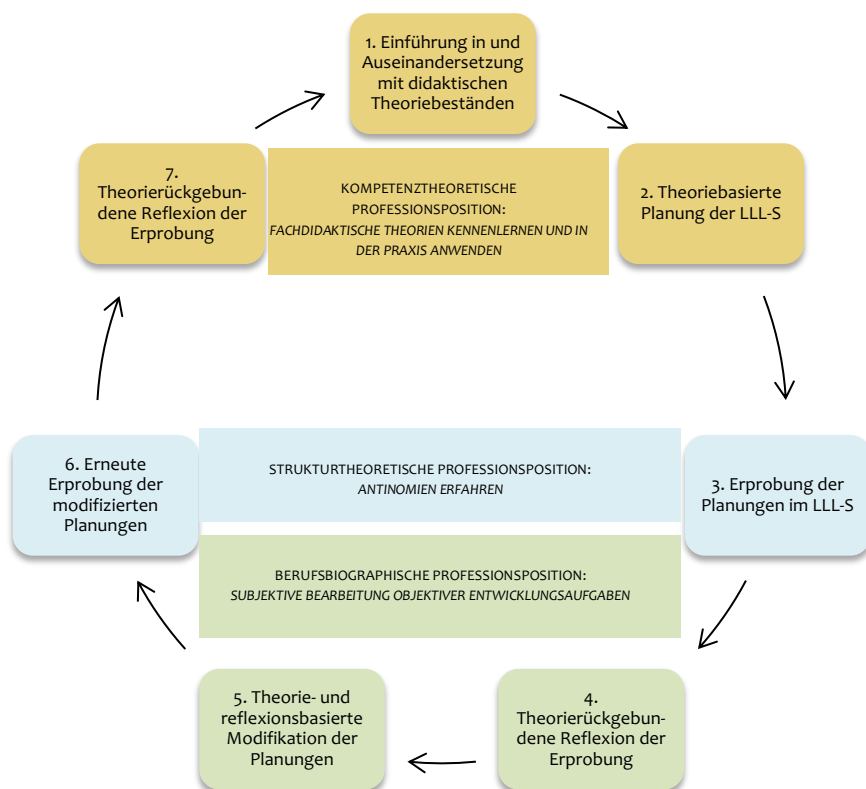 1. Einführung in und
Auseinandersetzung
mit didaktischen
Theoriebeständen
7.
Theorierückgebun-
dene Reflexion der
Erprobung
KOMPETENZTHEORETISCHE
PROFESSIONSPOSITION:
FACHDIDAKTISCHE THEORIEN KENNENLERNEN UND IN
DER PRAXIS ANWENDEN
2. Theoriebasierte
Planung der LLL-S
6. Erneute
Erprobung der
modifizierten
Planungen
STRUKTURTHEORETISCHE PROFESSIONSPOSITION:
ANTINOMIEN ERFAHREN
3. Erprobung der
Planungen im LLL-S
BERUFSBIOGRAPHISCHE PROFESSIONSPOSITION:
SUBJEKTIVE BEARBEITUNG OBJEKTIVER ENTWICKLUNGSAUFGABEN
5. Theorie- und
reflexionsbasierte
Modifikation der
Planungen
4.
Theorierückgebun-
dene Reflexion der
Erprobung